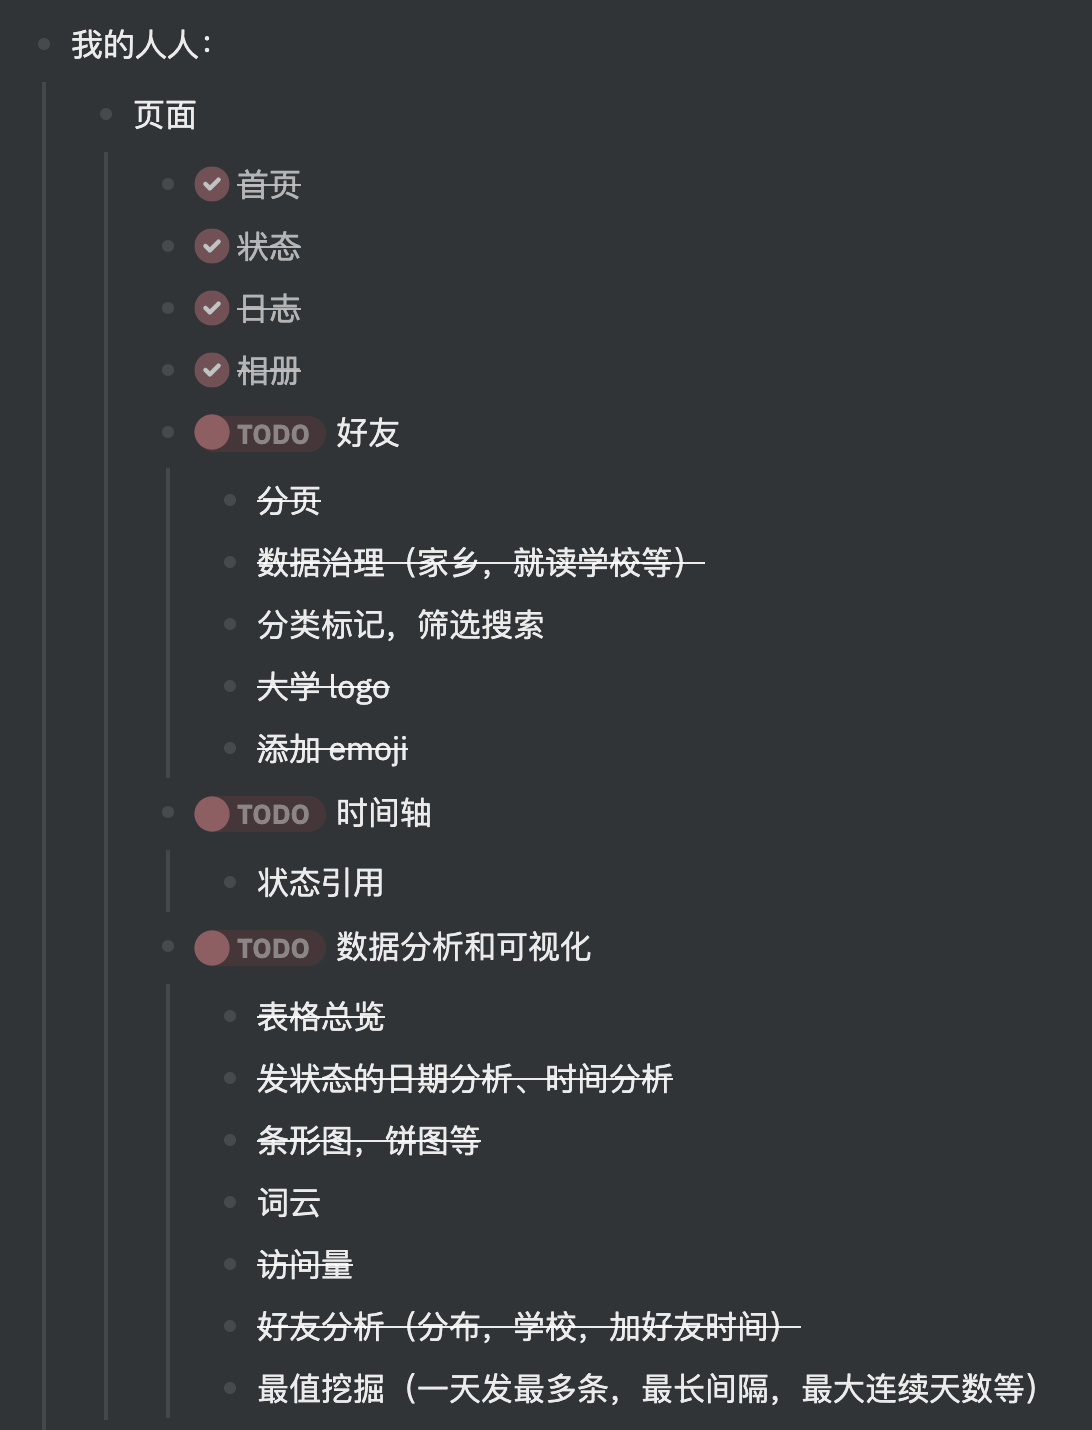 我的人人：
页面
首页
状态
日志
相册
TODO 好友
分页
数据治理（家乡，就读学校等）
分类标记，筛选搜索
大学 logo
添加 emoji
TODO 时间轴
状态引用
TODO 数据分析和可视化
表格总览
发状态的日期分析、时间分析
条形图，饼图等
词云
访问量
好友分析（分布，学校，加好友时间）
最值挖掘（一天发最多条，最长间隔，最大连续天数等）